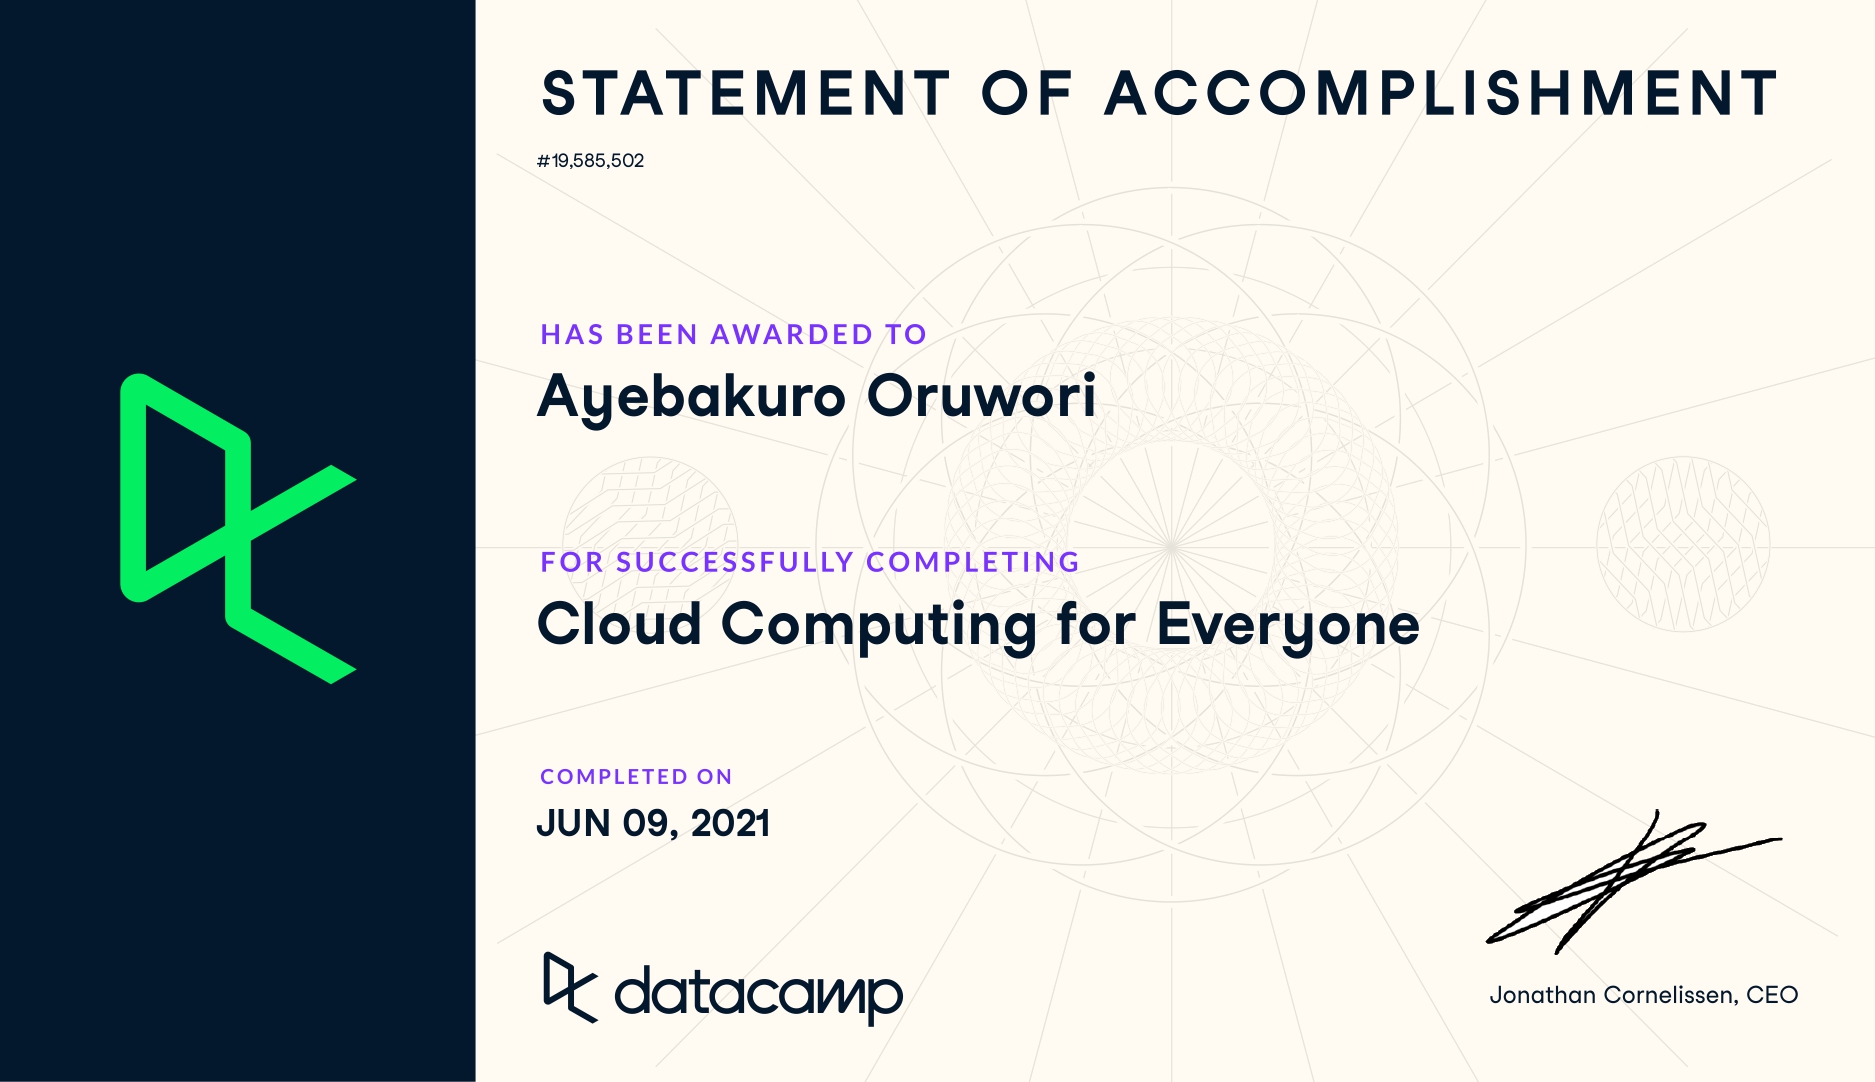 STATEMENT OF ACCOMPLISHMENT
#19,585,502
HAS BEEN AWARDED TO
Ayebakuro Oruwori
FOR SUCCESSFULLY COMPLETING
Cloud Computing for Everyone
COMPLETED ON
JUN 09, 2021
datacamp
Jonathan Cornelissen, CEO